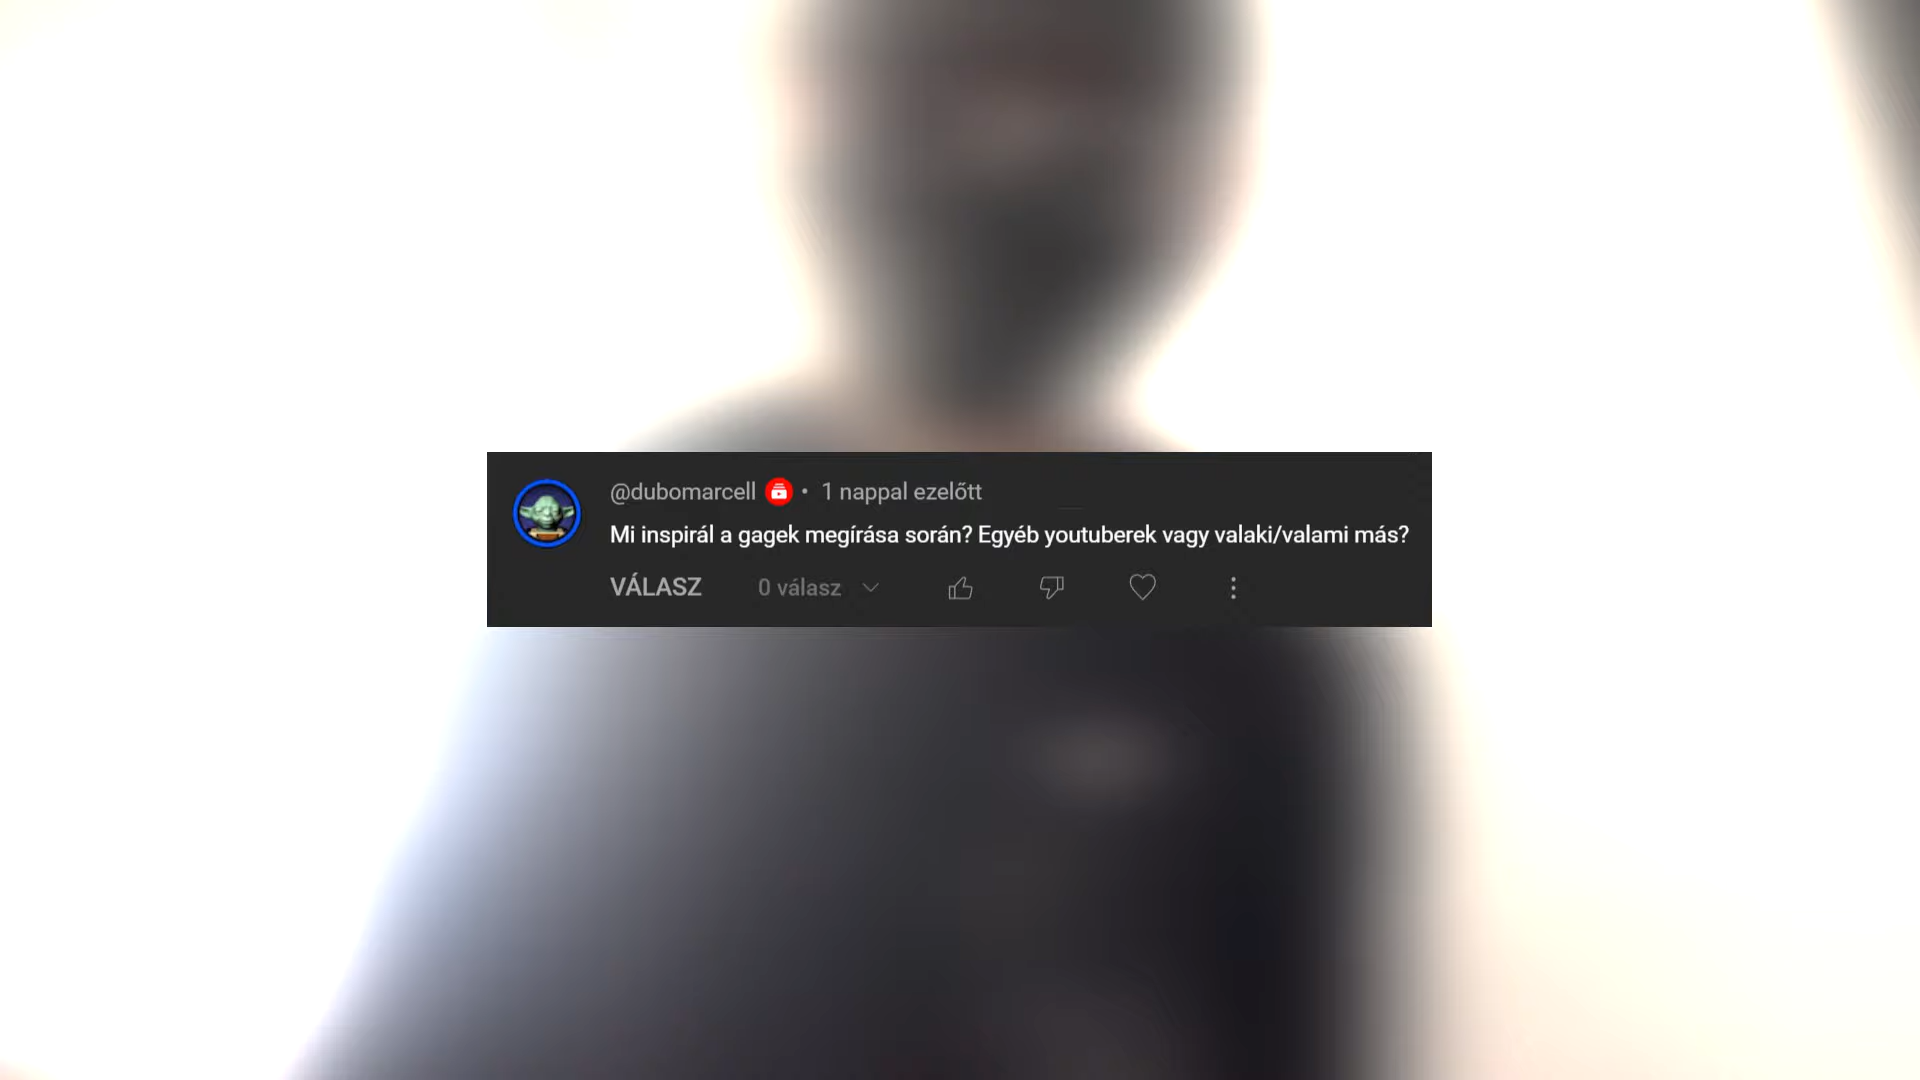 @dubomarcell • 1 nappal ezelőtt
Mi inspirál a gagek megírása során? Egyéb youtuberek vagy valaki/valami más?
VÁLASZ 0 válasz